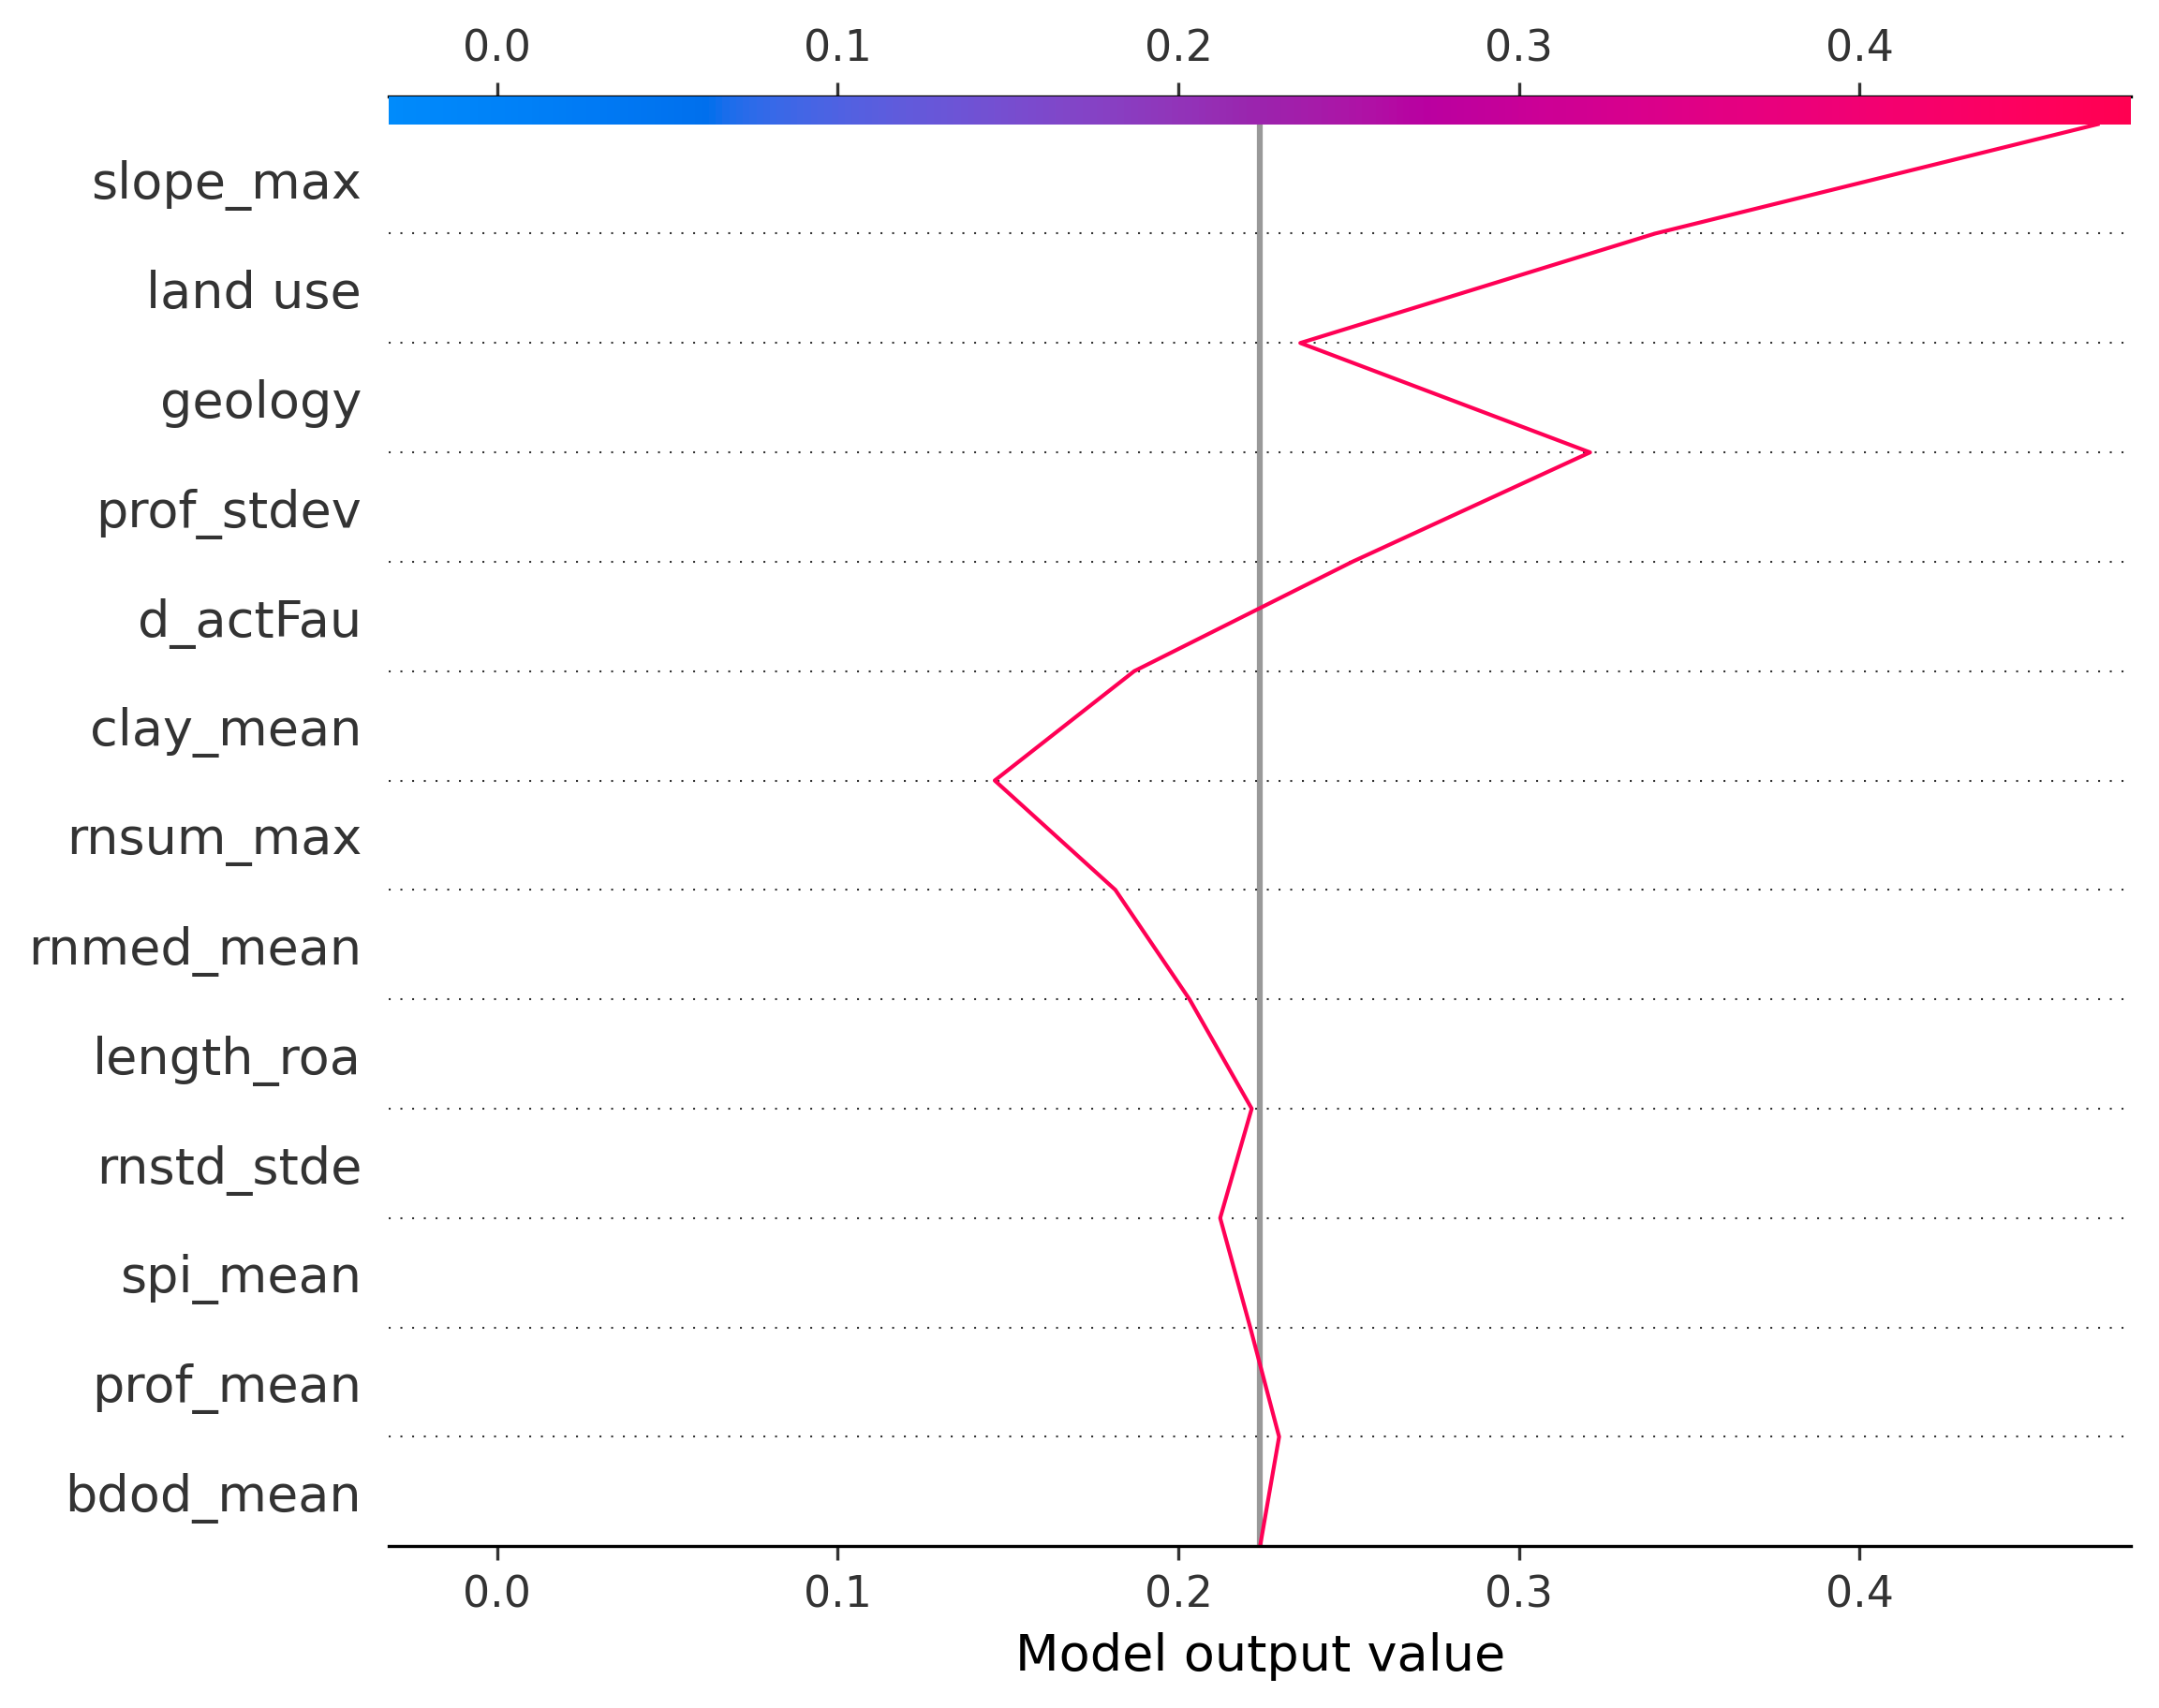 0.0 0.1 0.2 0.3 0.4
slope_max
land use
geology
prof_stdev
d_actFau
clay_mean
rnsum_max
rnmed_mean
length_roa
rnstd_stde
spi_mean
prof_mean
bdod_mean
0.0 0.1 0.2 0.3 0.4
Model output value